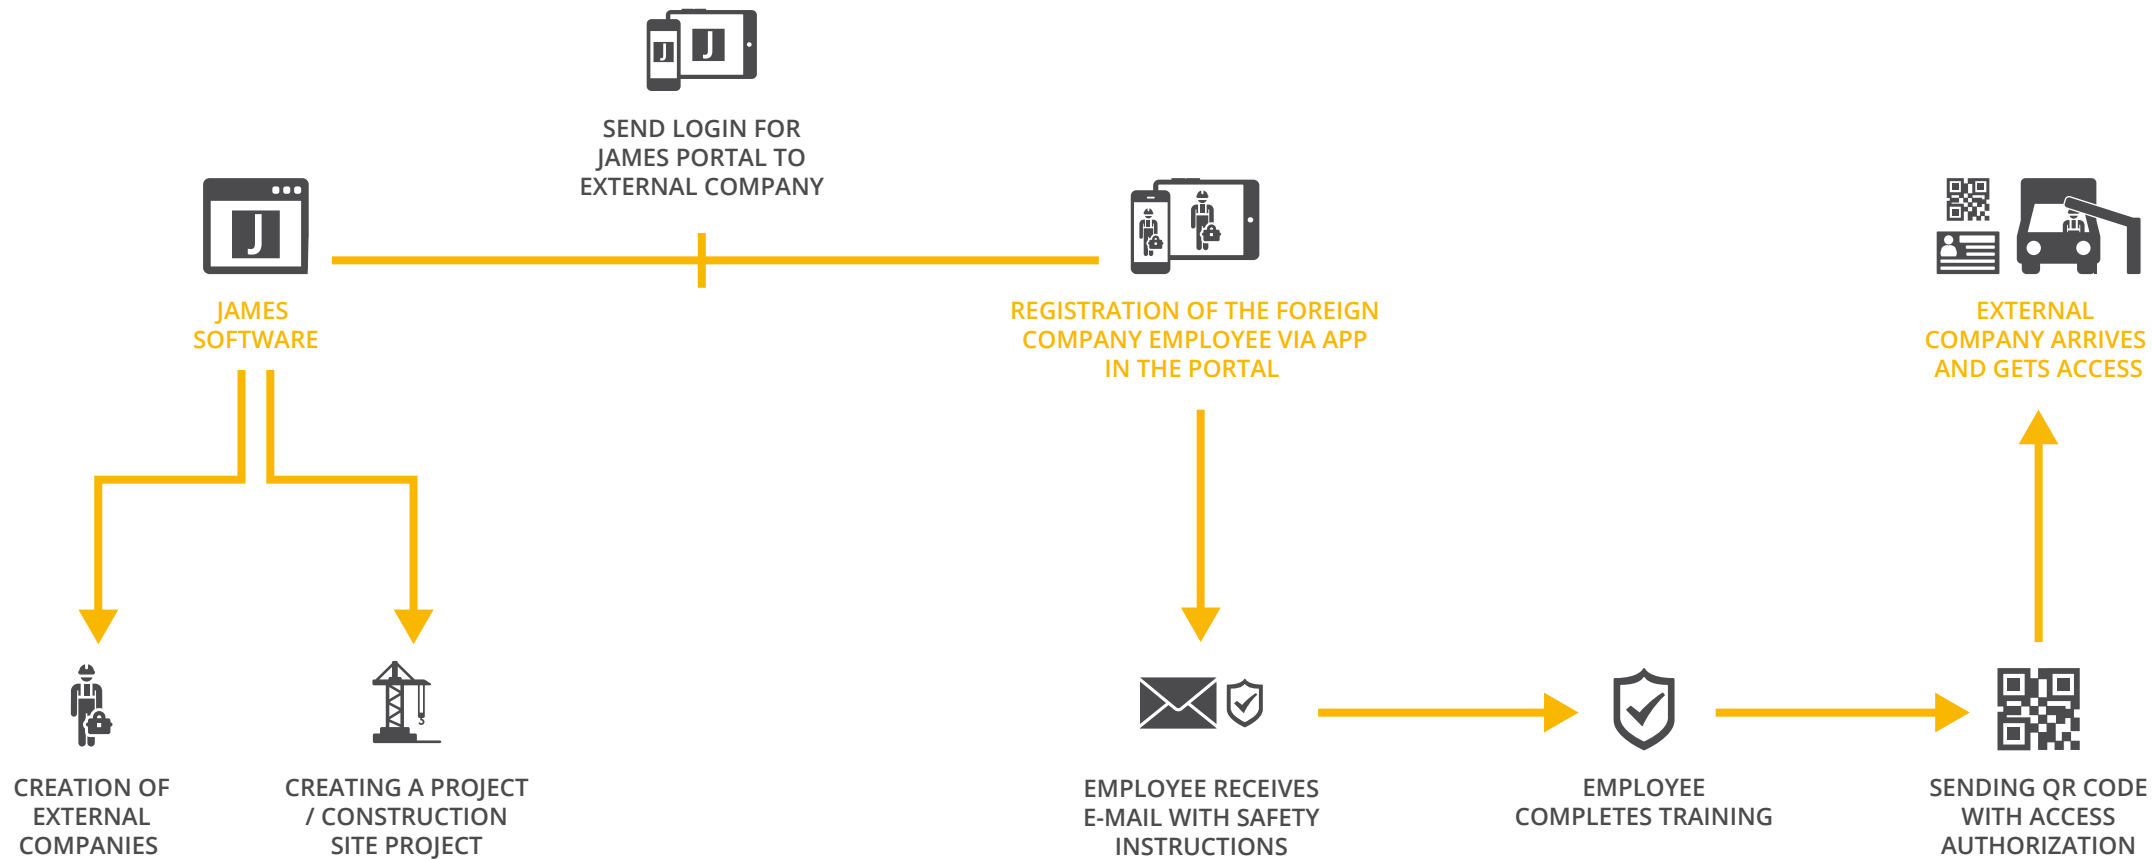 J
J
SEND LOGIN FOR
JAMES PORTAL TO
EXTERNAL COMPANY
J
JAMES
SOFTWARE
REGISTRATION OF THE FOREIGN
COMPANY EMPLOYEE VIA APP
IN THE PORTAL
EXTERNAL
COMPANY ARRIVES
AND GETS ACCESS
CREATION OF
EXTERNAL
COMPANIES
CREATING A PROJECT
/ CONSTRUCTION
SITE PROJECT
EMPLOYEE RECEIVES
E-MAIL WITH SAFETY
INSTRUCTIONS
EMPLOYEE
COMPLETES TRAINING
SENDING QR CODE
WITH ACCESS
AUTHORIZATION